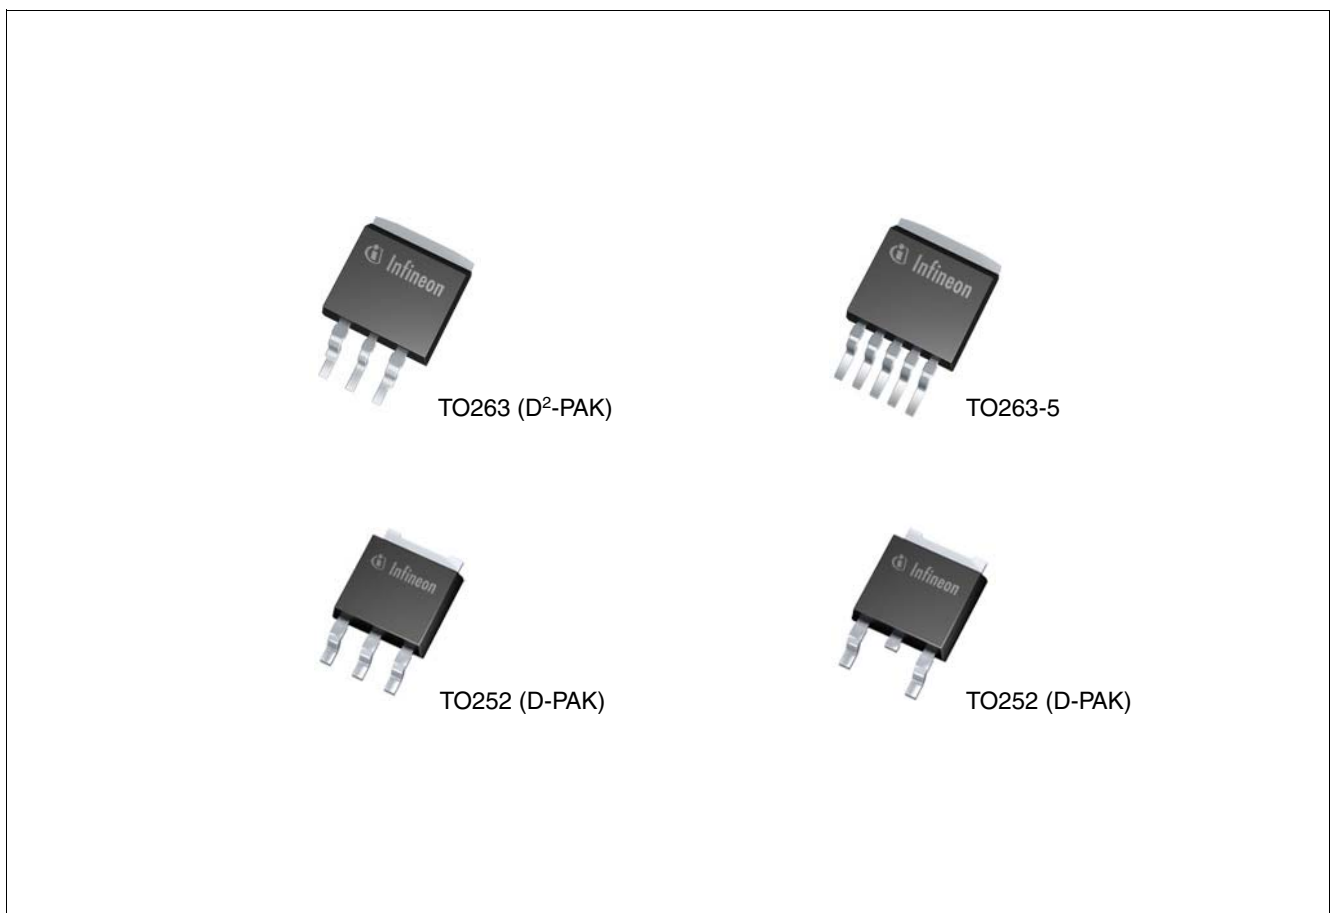 Infineon
Infineon
TO263 (D²-PAK)
TO263-5
Infineon
Infineon
TO252 (D-PAK)
TO252 (D-PAK)